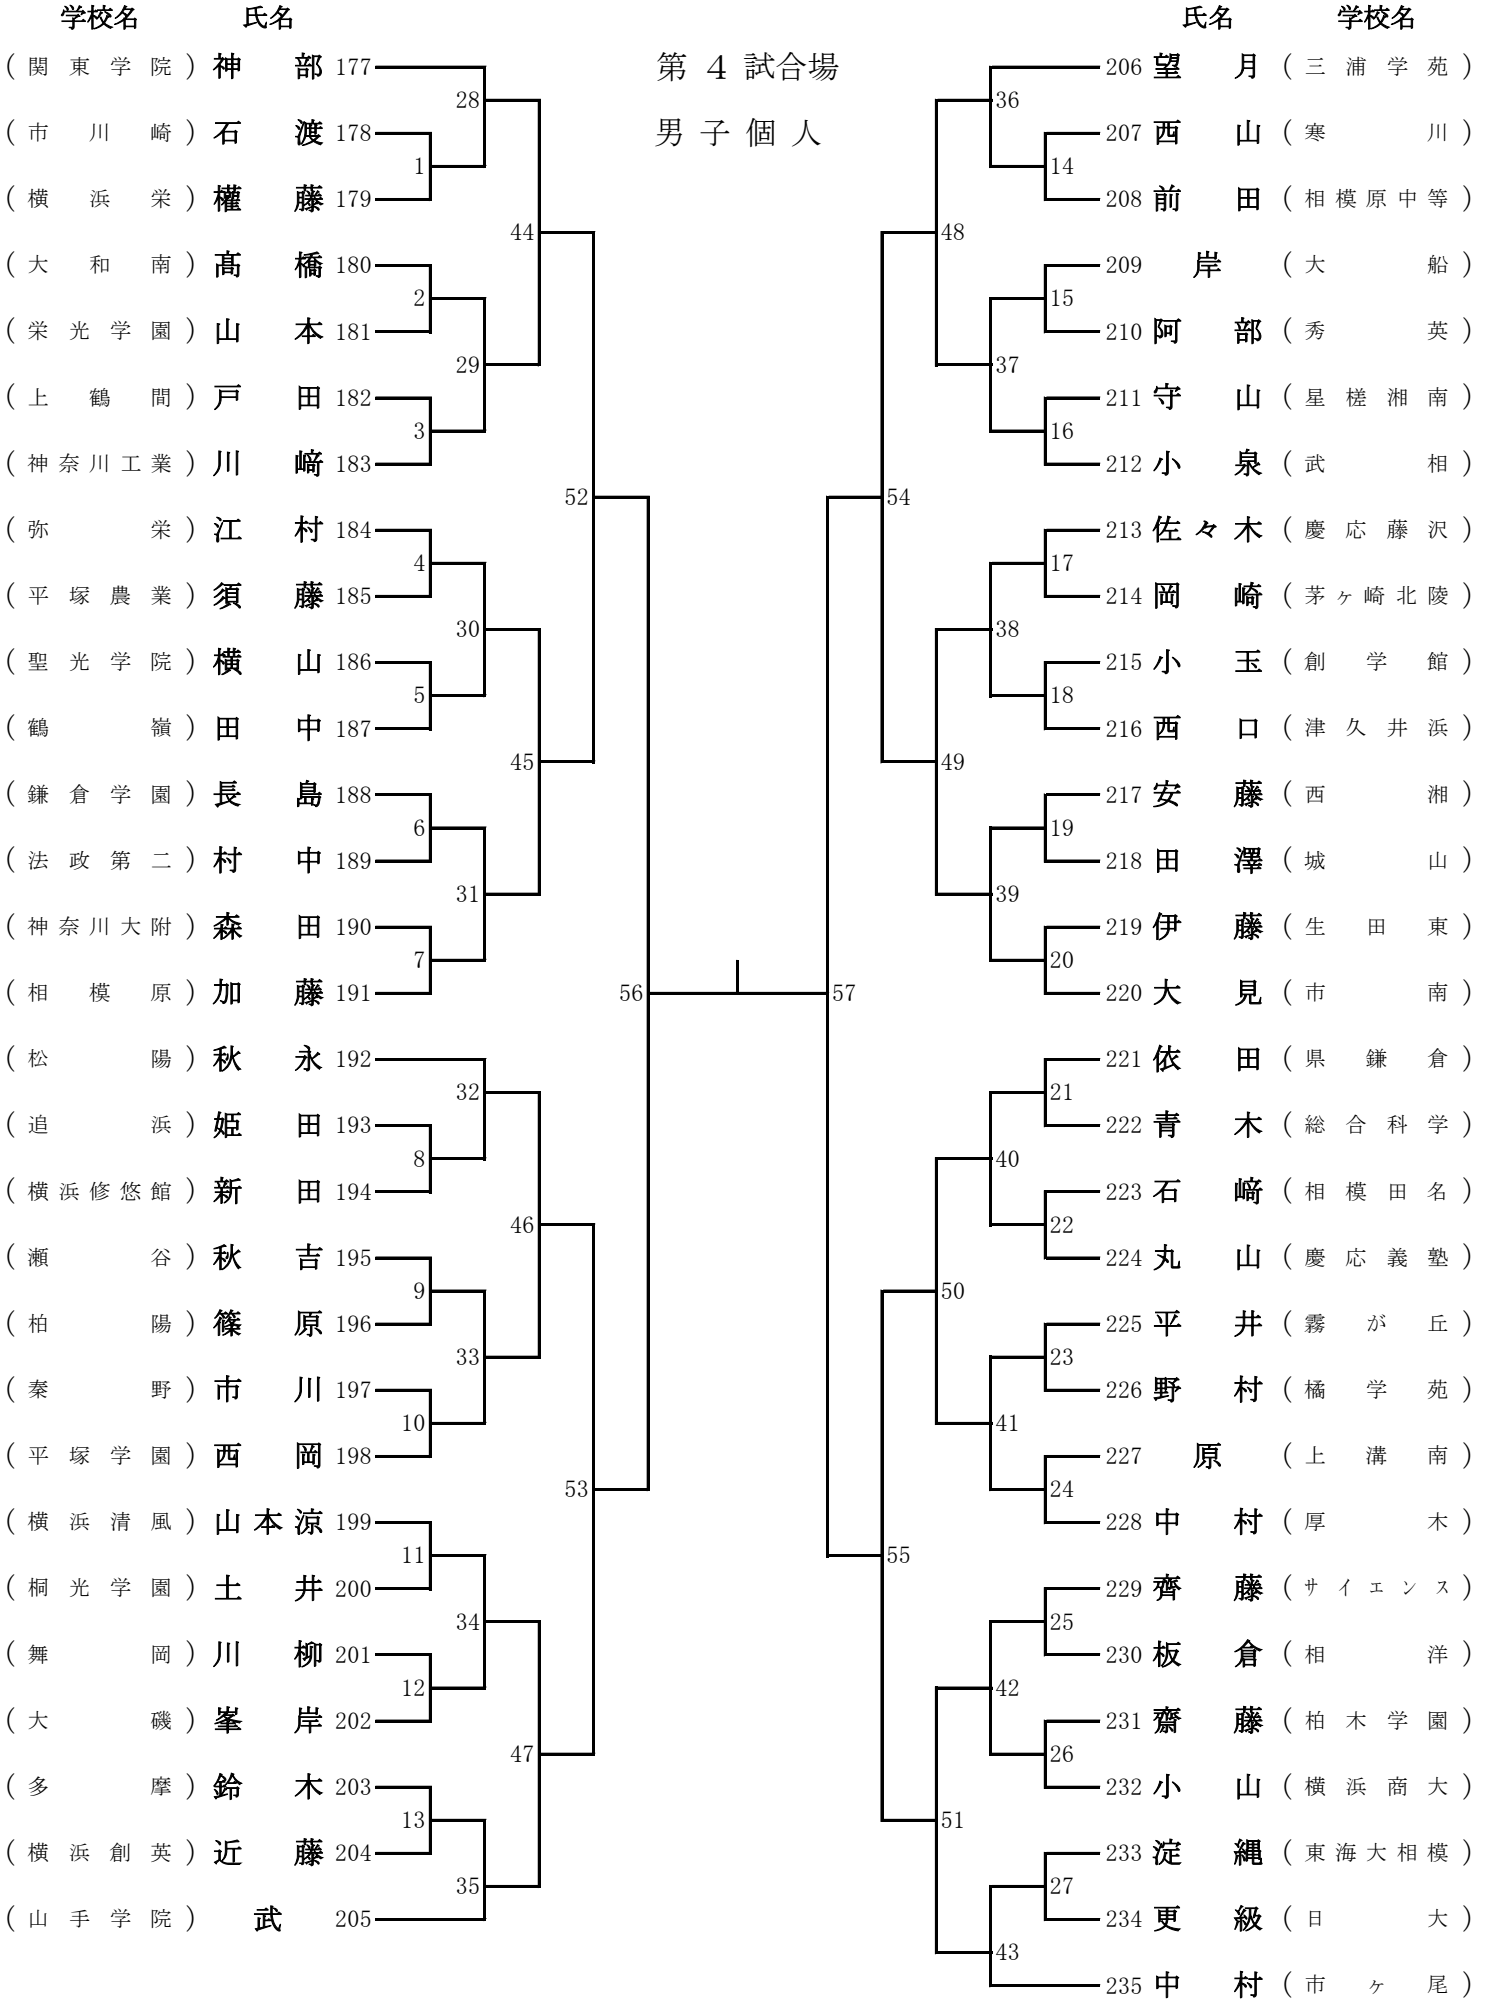 学校名 氏名 氏名 学校名
第 4 試合場
男子個人
(関東学院) 神部 177
(市川崎) 石渡 178
(横浜栄) 權藤 179
(大和南) 髙橋 180
(栄光学園) 山本 181
(上鶴間) 戸田 182
(神奈川工業) 川﨑 183
(弥栄) 江村 184
(平塚農業) 須藤 185
(聖光学院) 横山 186
(鶴嶺) 田中 187
(鎌倉学園) 長島 188
(法政第二) 村中 189
(神奈川大附) 森田 190
(相模原) 加藤 191
(松陽) 秋永 192
(追浜) 姫田 193
(横浜修悠館) 新田 194
(瀬谷) 秋吉 195
(柏陽) 篠原 196
(秦野) 市川 197
(平塚学園) 西岡 198
(横浜清風) 山本涼 199
(桐光学園) 土井 200
(舞岡) 川柳 201
(大磯) 峯岸 202
(多摩) 鈴木 203
(横浜創英) 近藤 204
(山手学院) 武 205
28
1
44
2
29
3
52
4
30
5
45
6
31
7
56
32
8
46
9
33
10
53
11
34
12
47
13
35
206 望月 (三浦学苑)
207 西山 (寒川)
208 前田 (相模原中等)
209 岸 (大船)
210 阿部 (秀英)
211 守山 (星槎湘南)
212 小泉 (武相)
213 佐々木 (慶応藤沢)
214 岡崎 (茅ヶ崎北陵)
215 小玉 (創学館)
216 西口 (津久井浜)
217 安藤 (西湘)
218 田澤 (城山)
219 伊藤 (生田東)
220 大見 (市南)
221 依田 (県鎌倉)
222 青木 (総合科学)
223 石﨑 (相模田名)
224 丸山 (慶応義塾)
225 平井 (霧が丘)
226 野村 (橘学苑)
227 原 (上溝南)
228 中村 (厚木)
229 齊藤 (サイエンス)
230 板倉 (相洋)
231 齋藤 (柏木学園)
232 小山 (横浜商大)
233 淀縄 (東海大相模)
234 更級 (日大)
235 中村 (市ヶ尾)
36
14
48
15
37
16
54
17
38
18
49
19
39
20
57
21
40
22
50
23
41
24
55
25
42
26
51
27
43